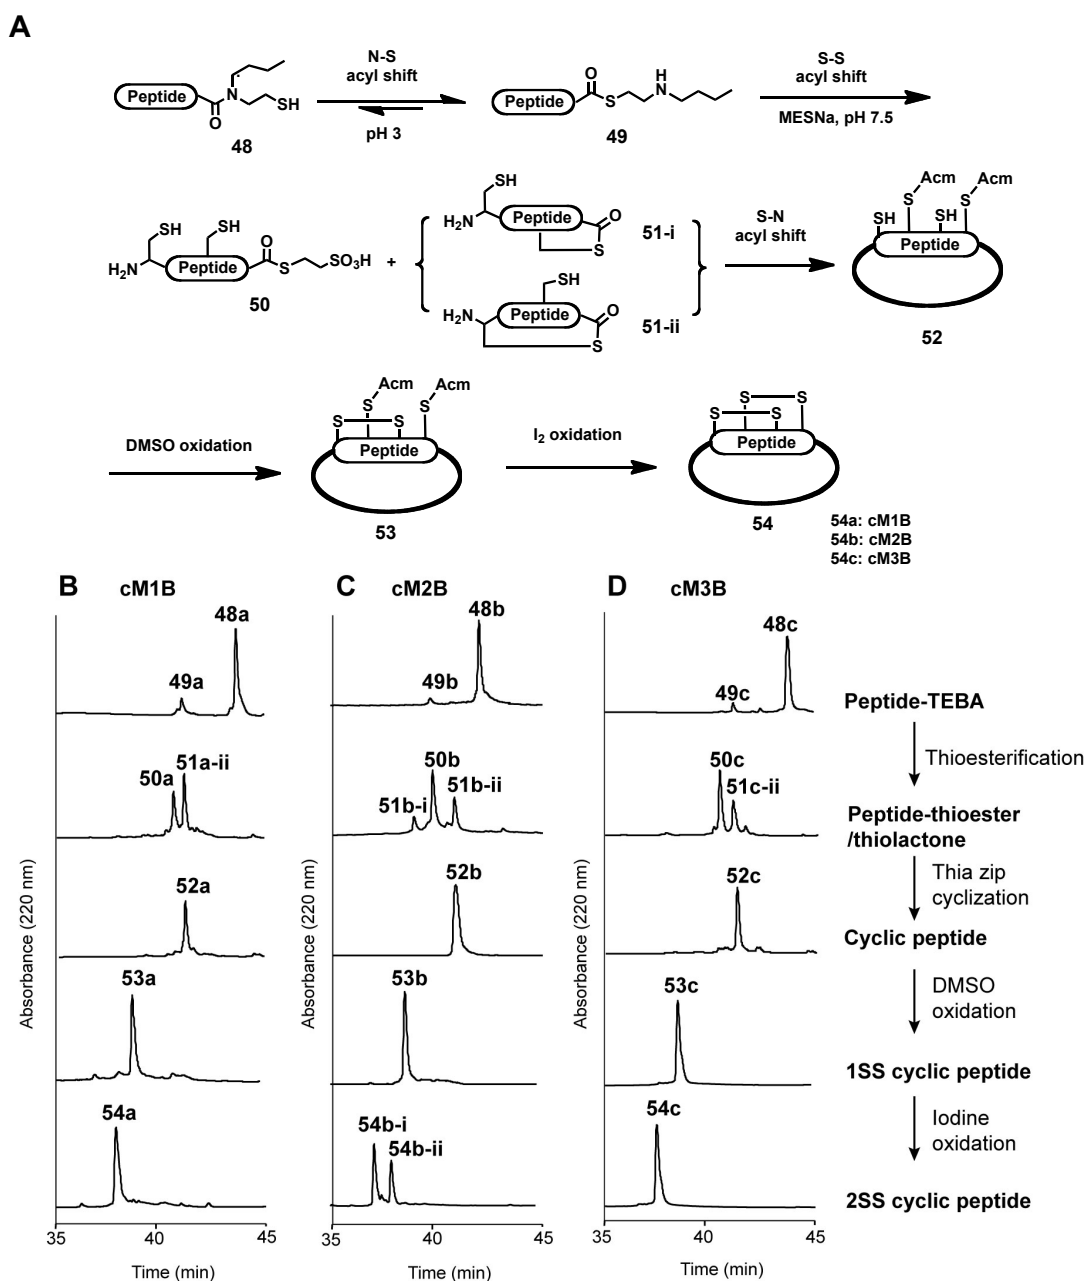 A
N-S
acyl shift
pH 3
Peptide
N
O
SH
48
Peptide
O
S
H
N
49
S-S
acyl shift
MESNa, pH 7.5
SH
SH
H2N
Peptide
O
S
SO3H
50
+
SH
H2N
Peptide
O
S
51-i
SH
H2N
Peptide
O
S
51-ii
S-N
acyl shift
Acm
Acm
S
S
SH
SH
Peptide
52
DMSO oxidation
Acm
Acm
S
S
S
S
Peptide
53
I2 oxidation
S
S
S
S
Peptide
54
54a: cM1B
54b: cM2B
54c: cM3B
B cM1B
48a
49a
50a
51a-ii
52a
53a
54a
Absorbance (220 nm)
35 40 45
Time (min)
C cM2B
48b
49b
50b
51b-i
51b-ii
52b
53b
54b-i
54b-ii
Absorbance (220 nm)
35 40 45
Time (min)
D cM3B
48c
49c
50c
51c-ii
52c
53c
54c
Absorbance (220 nm)
35 40 45
Time (min)
Peptide-TEBA
Thioesterification
Peptide-thioester
/thiolactone
Thia zip
cyclization
Cyclic peptide
DMSO
oxidation
1SS cyclic peptide
Iodine
oxidation
2SS cyclic peptide